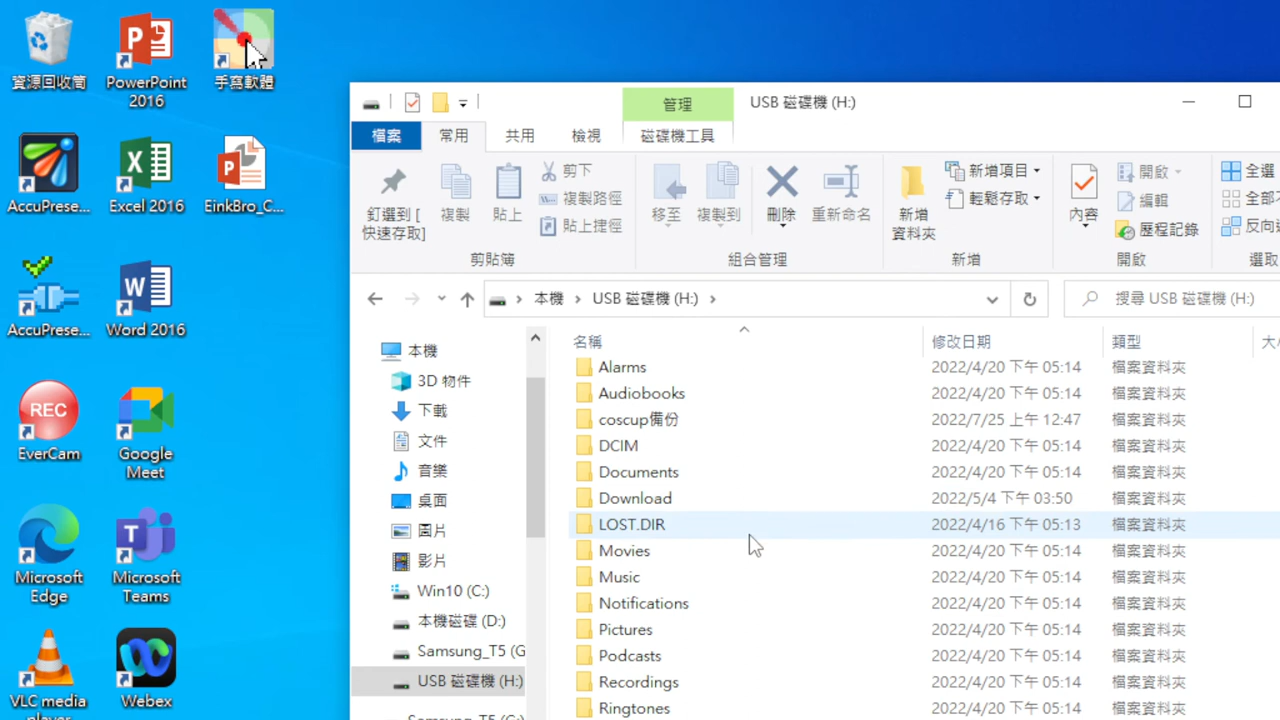 資源回收筒
PowerPoint
2016
手寫軟體
AccuPrese...
Excel 2016
EinkBro_C...
AccuPrese...
Word 2016
REC
EverCam
Google
Meet
Microsoft
Edge
Microsoft
Teams
VLC media
player
Webex
管理
USB 磁碟機 (H:)
檔案
常用
共用
檢視
磁碟機工具
釘選到 [
快速存取]
複製
貼上
剪下
複製路徑
貼上捷徑
剪貼簿
移至
複製到
刪除
重新命名
組合管理
新增
資料夾
新增項目
輕鬆存取
新增
內容
開啟
編輯
歷程記錄
開啟
全選
全部不
反向選
選取
本機 › USB 磁碟機 (H:) ›
搜尋 USB 磁碟機 (H:)
本機
3D 物件
下載
文件
音樂
桌面
圖片
影片
Win10 (C:)
本機磁碟 (D:)
Samsung_T5 (G
USB 磁碟機 (H:)
Samsung_T5 (G:)
名稱 修改日期 類型 大小
Alarms 2022/4/20 下午 05:14 檔案資料夾
Audiobooks 2022/4/20 下午 05:14 檔案資料夾
coscup備份 2022/7/25 上午 12:47 檔案資料夾
DCIM 2022/4/20 下午 05:14 檔案資料夾
Documents 2022/4/20 下午 05:14 檔案資料夾
Download 2022/5/4 下午 03:50 檔案資料夾
LOST.DIR 2022/4/16 下午 05:13 檔案資料夾
Movies 2022/4/20 下午 05:14 檔案資料夾
Music 2022/4/20 下午 05:14 檔案資料夾
Notifications 2022/4/20 下午 05:14 檔案資料夾
Pictures 2022/4/20 下午 05:14 檔案資料夾
Podcasts 2022/4/20 下午 05:14 檔案資料夾
Recordings 2022/4/20 下午 05:14 檔案資料夾
Ringtones 2022/4/20 下午 05:14 檔案資料夾